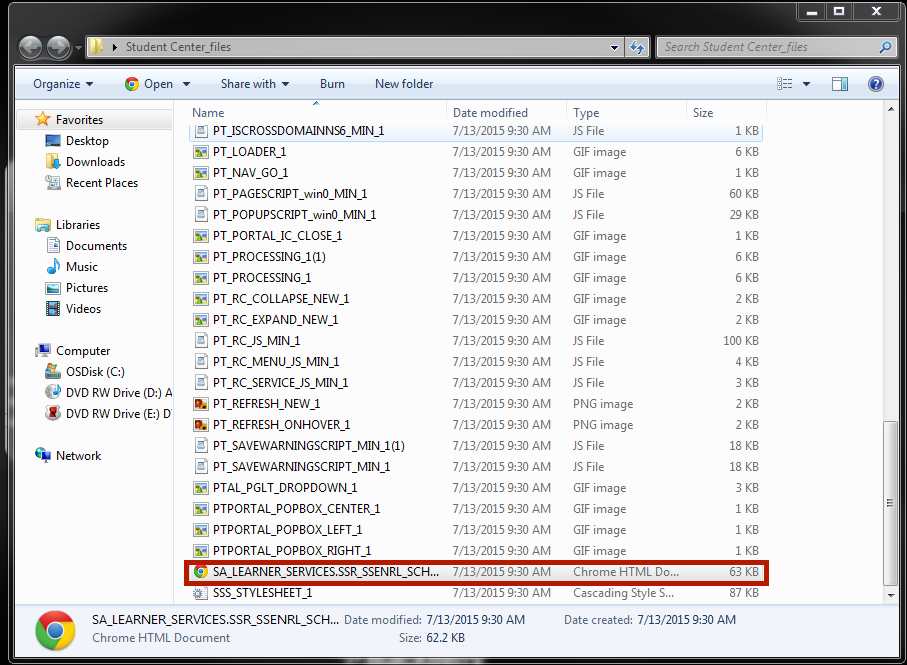 Student Center_files
Search Student Center_files
Organize Open Share with Burn New folder
Name Date modified Type Size
Favorites
Desktop
Downloads
Recent Places
Libraries
Documents
Music
Pictures
Videos
Computer
OSDisk (C:)
DVD RW Drive (D:) A
DVD RW Drive (E:) D
Network
PT_ISCROSSDOMAINNS6_MIN_1 7/13/2015 9:30 AM JS File 1 KB
PT_LOADER_1 7/13/2015 9:30 AM GIF image 6 KB
PT_NAV_GO_1 7/13/2015 9:30 AM GIF image 1 KB
PT_PAGESCRIPT_win0_MIN_1 7/13/2015 9:30 AM JS File 60 KB
PT_POPUPSCRIPT_win0_MIN_1 7/13/2015 9:30 AM JS File 29 KB
PT_PORTAL_IC_CLOSE_1 7/13/2015 9:30 AM GIF image 1 KB
PT_PROCESSING_1(1) 7/13/2015 9:30 AM GIF image 6 KB
PT_PROCESSING_1 7/13/2015 9:30 AM GIF image 6 KB
PT_RC_COLLAPSE_NEW_1 7/13/2015 9:30 AM GIF image 2 KB
PT_RC_EXPAND_NEW_1 7/13/2015 9:30 AM GIF image 2 KB
PT_RC_JS_MIN_1 7/13/2015 9:30 AM JS File 100 KB
PT_RC_MENU_JS_MIN_1 7/13/2015 9:30 AM JS File 4 KB
PT_RC_SERVICE_JS_MIN_1 7/13/2015 9:30 AM JS File 3 KB
PT_REFRESH_NEW_1 7/13/2015 9:30 AM PNG image 2 KB
PT_REFRESH_ONHOVER_1 7/13/2015 9:30 AM PNG image 2 KB
PT_SAVEWARNINGSCRIPT_MIN_1(1) 7/13/2015 9:30 AM JS File 18 KB
PT_SAVEWARNINGSCRIPT_MIN_1 7/13/2015 9:30 AM JS File 18 KB
PTAL_PGLT_DROPDOWN_1 7/13/2015 9:30 AM GIF image 3 KB
PTPORTAL_POPBOX_CENTER_1 7/13/2015 9:30 AM GIF image 1 KB
PTPORTAL_POPBOX_LEFT_1 7/13/2015 9:30 AM GIF image 1 KB
PTPORTAL_POPBOX_RIGHT_1 7/13/2015 9:30 AM GIF image 1 KB
SA_LEARNER_SERVICES.SSR_SSENRL_SCH... 7/13/2015 9:30 AM Chrome HTML Do... 63 KB
SSS_STYLESHEET_1 7/13/2015 9:30 AM Cascading Style S... 87 KB
SA_LEARNER_SERVICES.SSR_SSENRL_SCH... Date modified: 7/13/2015 9:30 AM Date created: 7/13/2015 9:30 AM
Chrome HTML Document Size: 62.2 KB